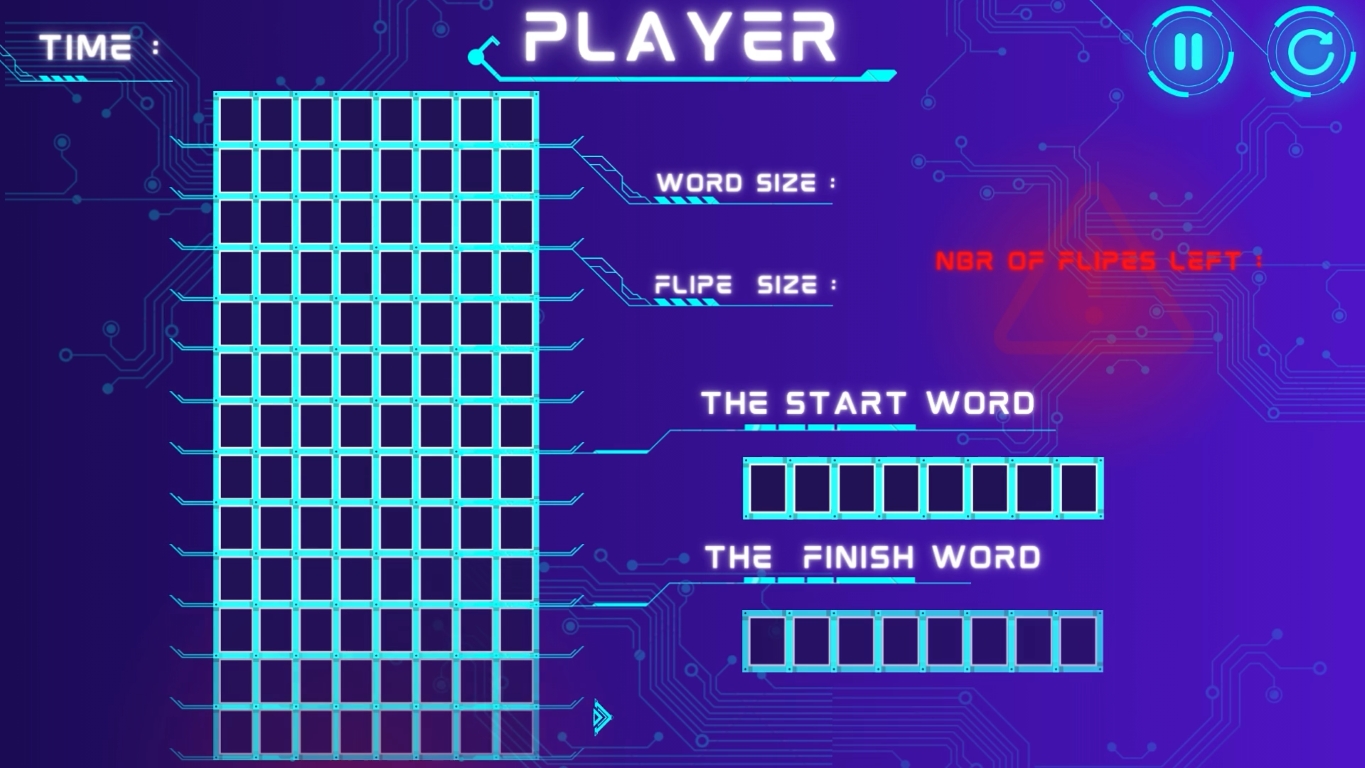 TIME :
PLAYER
WORD SIZE :
NBR OF FLIPES LEFT :
FLIPE SIZE :
THE START WORD
THE FINISH WORD